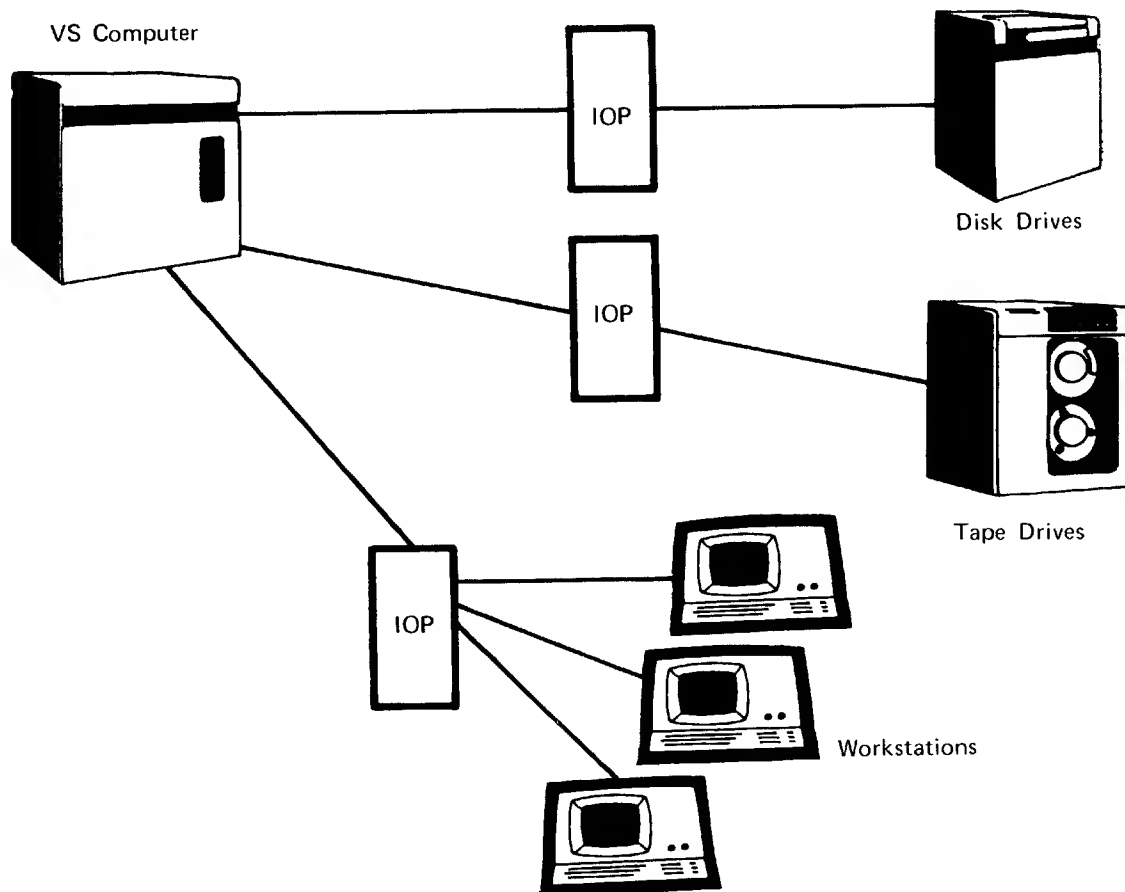 VS Computer
IOP
Disk Drives
IOP
Tape Drives
IOP
Workstations